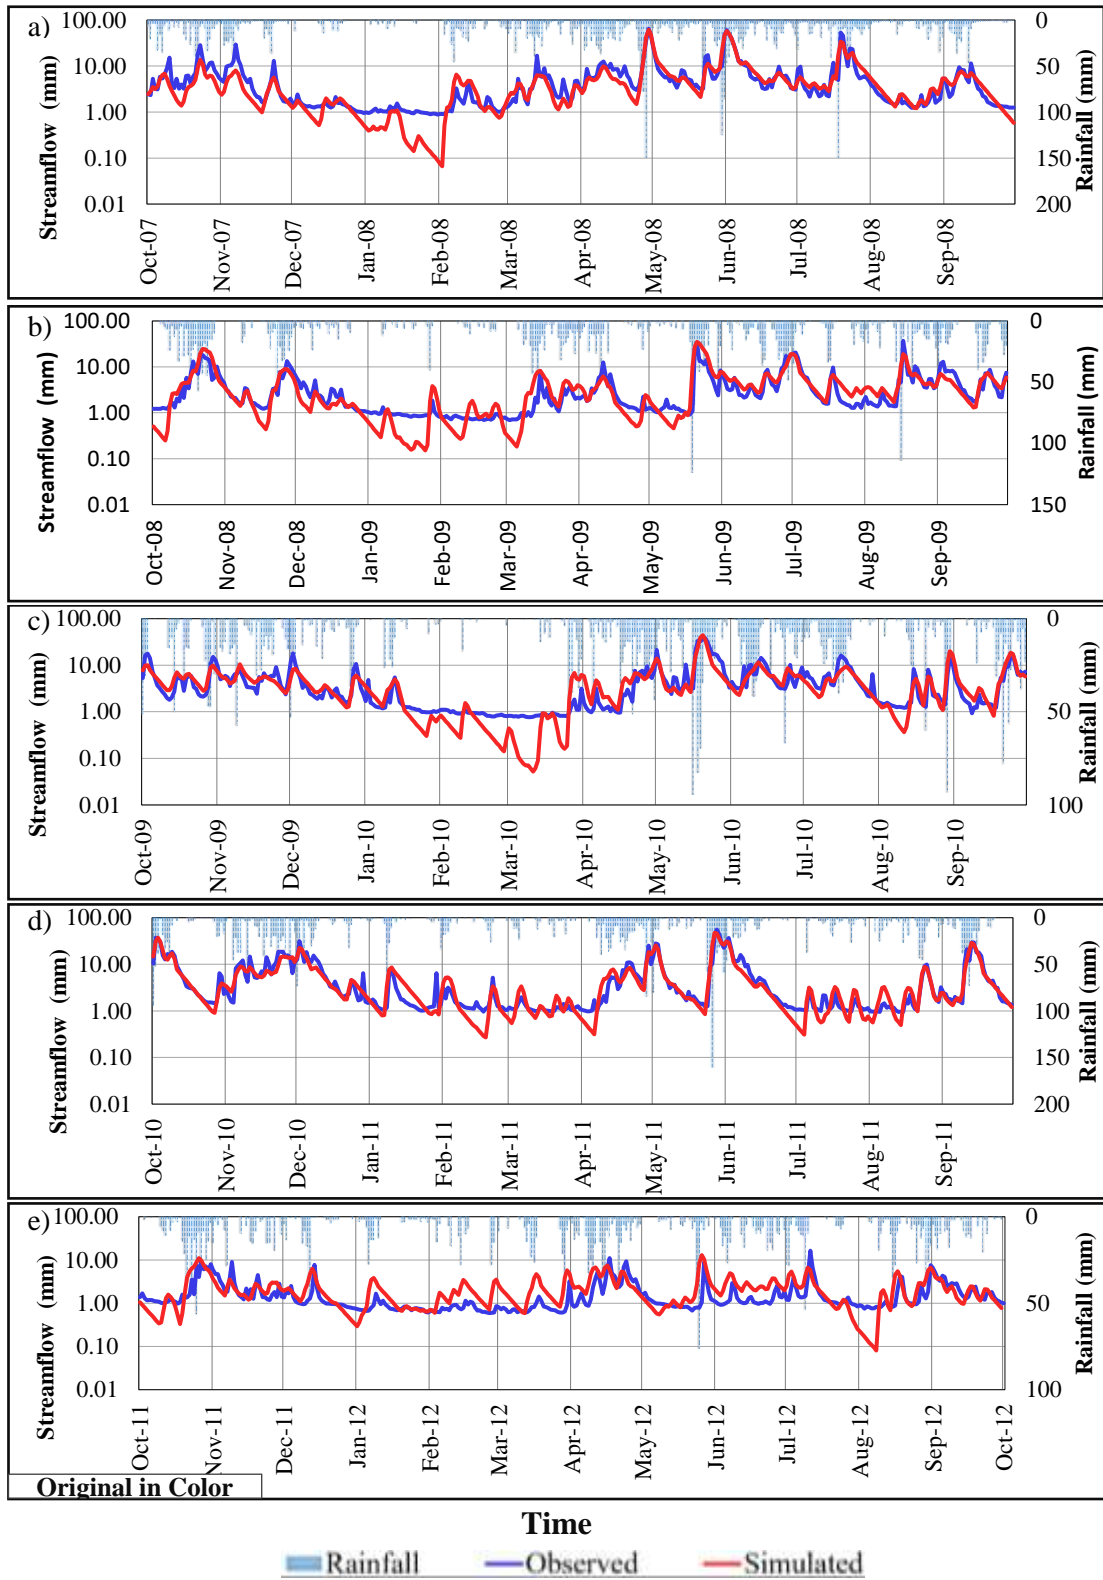 a)
100.00
10.00
1.00
0.10
0.01
Streamflow (mm)
0
50
100
150
200
Rainfall (mm)
Oct-07
Nov-07
Dec-07
Jan-08
Feb-08
Mar-08
Apr-08
May-08
Jun-08
Jul-08
Aug-08
Sep-08
b)
100.00
10.00
1.00
0.10
0.01
Streamflow (mm)
0
50
100
150
Rainfall (mm)
Oct-08
Nov-08
Dec-08
Jan-09
Feb-09
Mar-09
Apr-09
May-09
Jun-09
Jul-09
Aug-09
Sep-09
c)
100.00
10.00
1.00
0.10
0.01
Streamflow (mm)
0
50
100
Rainfall (mm)
Oct-09
Nov-09
Dec-09
Jan-10
Feb-10
Mar-10
Apr-10
May-10
Jun-10
Jul-10
Aug-10
Sep-10
d)
100.00
10.00
1.00
0.10
0.01
Streamflow (mm)
0
50
100
150
200
Rainfall (mm)
Oct-10
Nov-10
Dec-10
Jan-11
Feb-11
Mar-11
Apr-11
May-11
Jun-11
Jul-11
Aug-11
Sep-11
e)
100.00
10.00
1.00
0.10
0.01
Streamflow (mm)
0
50
100
Rainfall (mm)
Oct-11
Nov-11
Dec-11
Jan-12
Feb-12
Mar-12
Apr-12
May-12
Jun-12
Jul-12
Aug-12
Sep-12
Oct-12
Original in Color
Time
Rainfall Observed Simulated